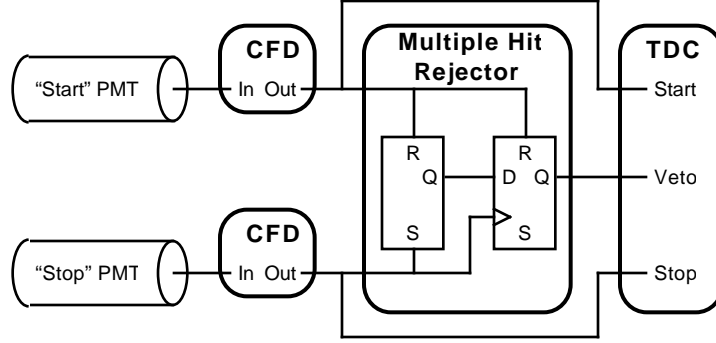 CFD
Multiple Hit
Rejector
TDC
“Start” PMT
In Out
Start
R
R
Q
D
Q
Veto
S
S
CFD
“Stop” PMT
In Out
Stop